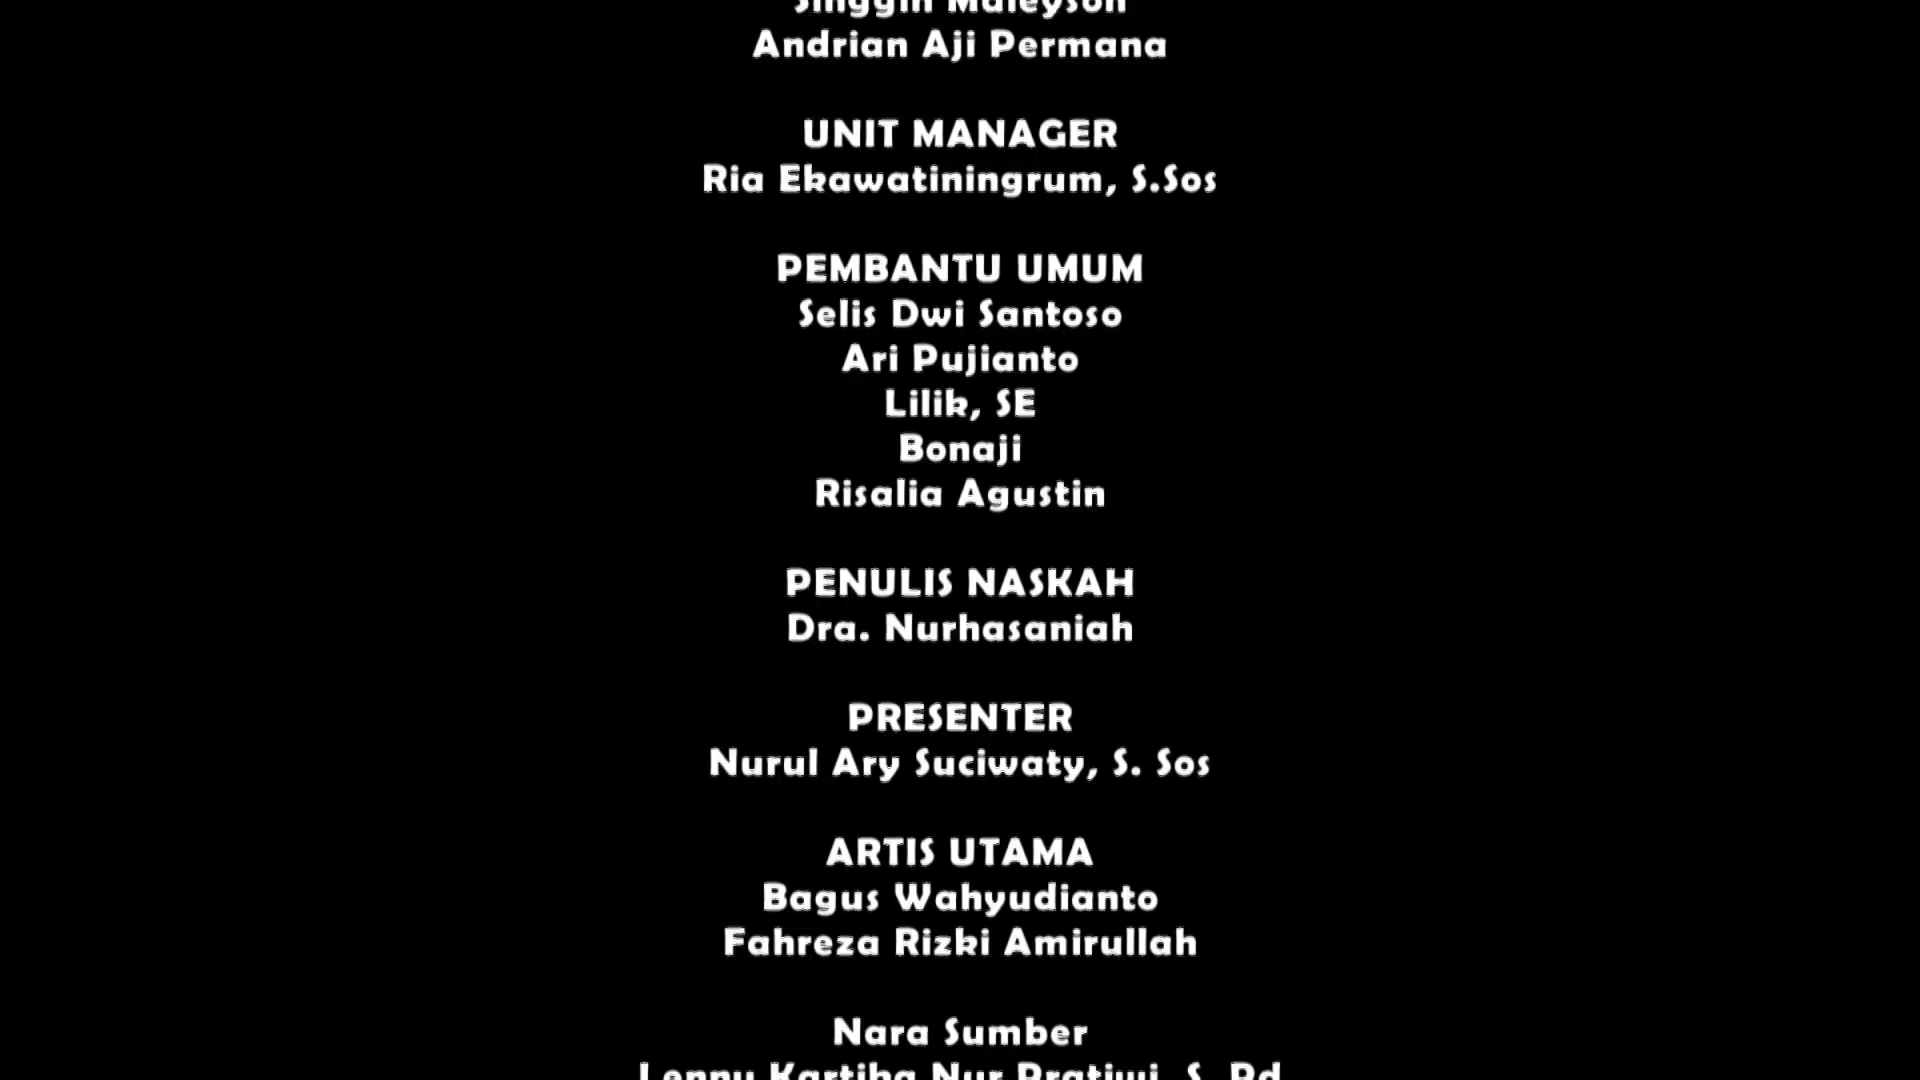 Andrian Aji Permana
UNIT MANAGER
Ria Ekawatiningrum, S.Sos
PEMBANTU UMUM
Selis Dwi Santoso
Ari Pujianto
Lilik, SE
Bonaji
Risalia Agustin
PENULIS NASKAH
Dra. Nurhasaniah
PRESENTER
Nurul Ary Suciwaty, S. Sos
ARTIS UTAMA
Bagus Wahyudianto
Fahreza Rizki Amirullah
Nara Sumber
Nur S. Pd